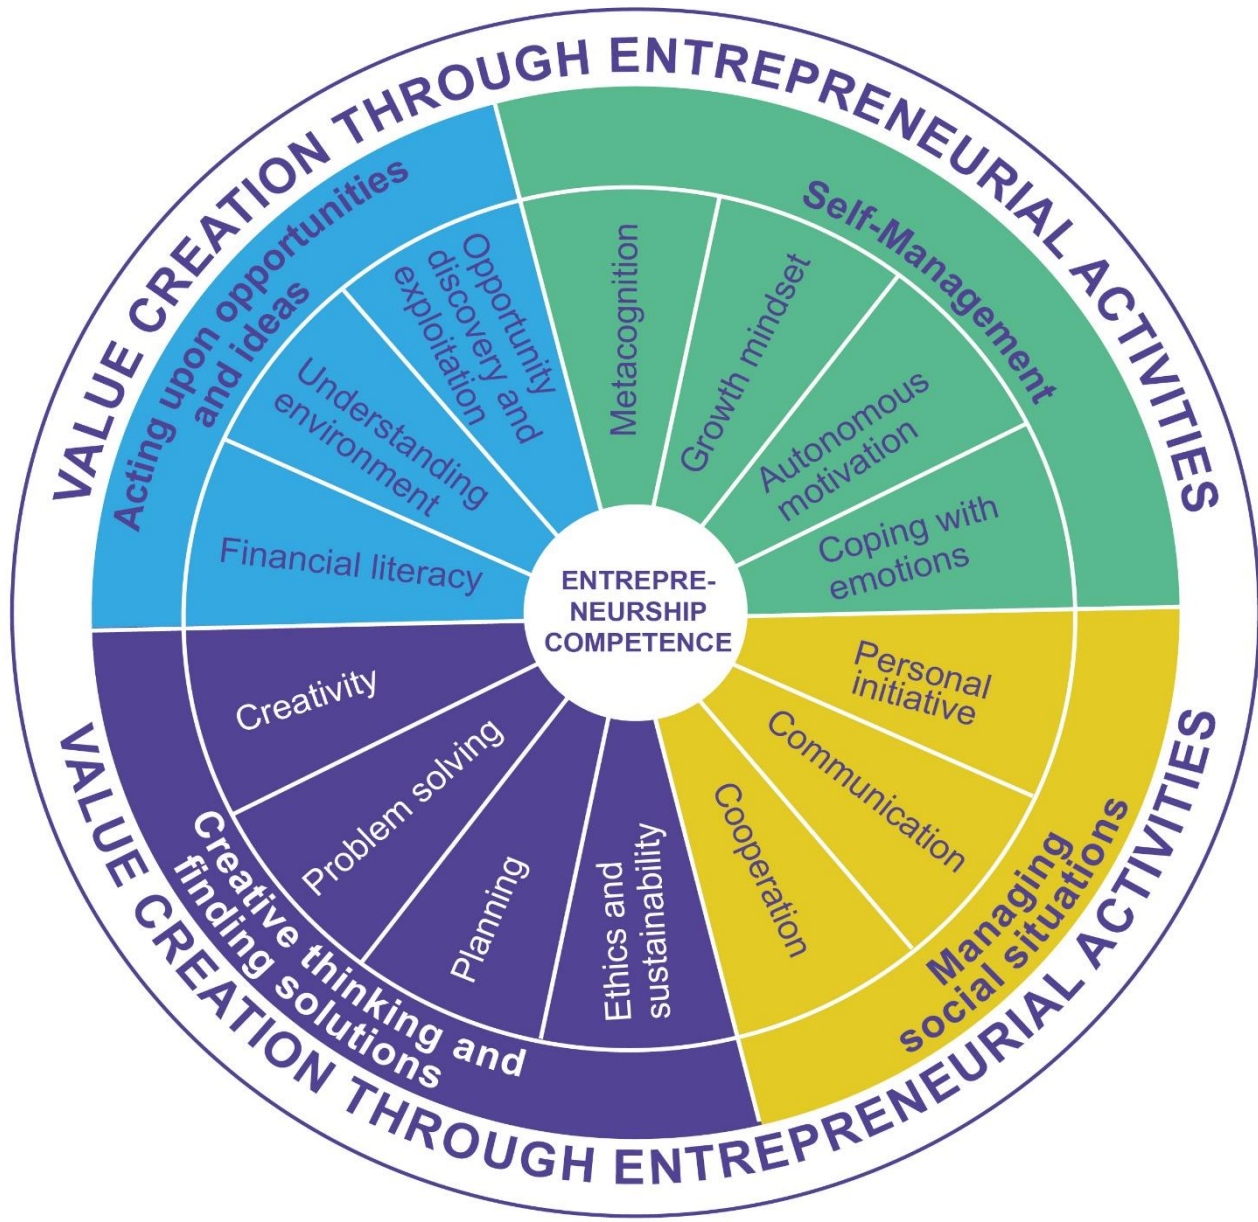 VALUE CREATION THROUGH ENTREPRENEURIAL ACTIVITIES
Self-Management
Metacognition
Growth mindset
Autonomous
motivation
Coping with
emotions
Managing
social situations
Personal
initiative
Communication
Cooperation
Creative thinking and
finding solutions
Ethics and
sustainability
Planning
Problem solving
Creativity
Acting upon opportunities
and ideas
Financial literacy
Understanding
environment
Opportunity
discovery and
exploitation
ENTREPRE-
NEURSHIP
COMPETENCE
VALUE CREATION THROUGH ENTREPRENEURIAL ACTIVITIES